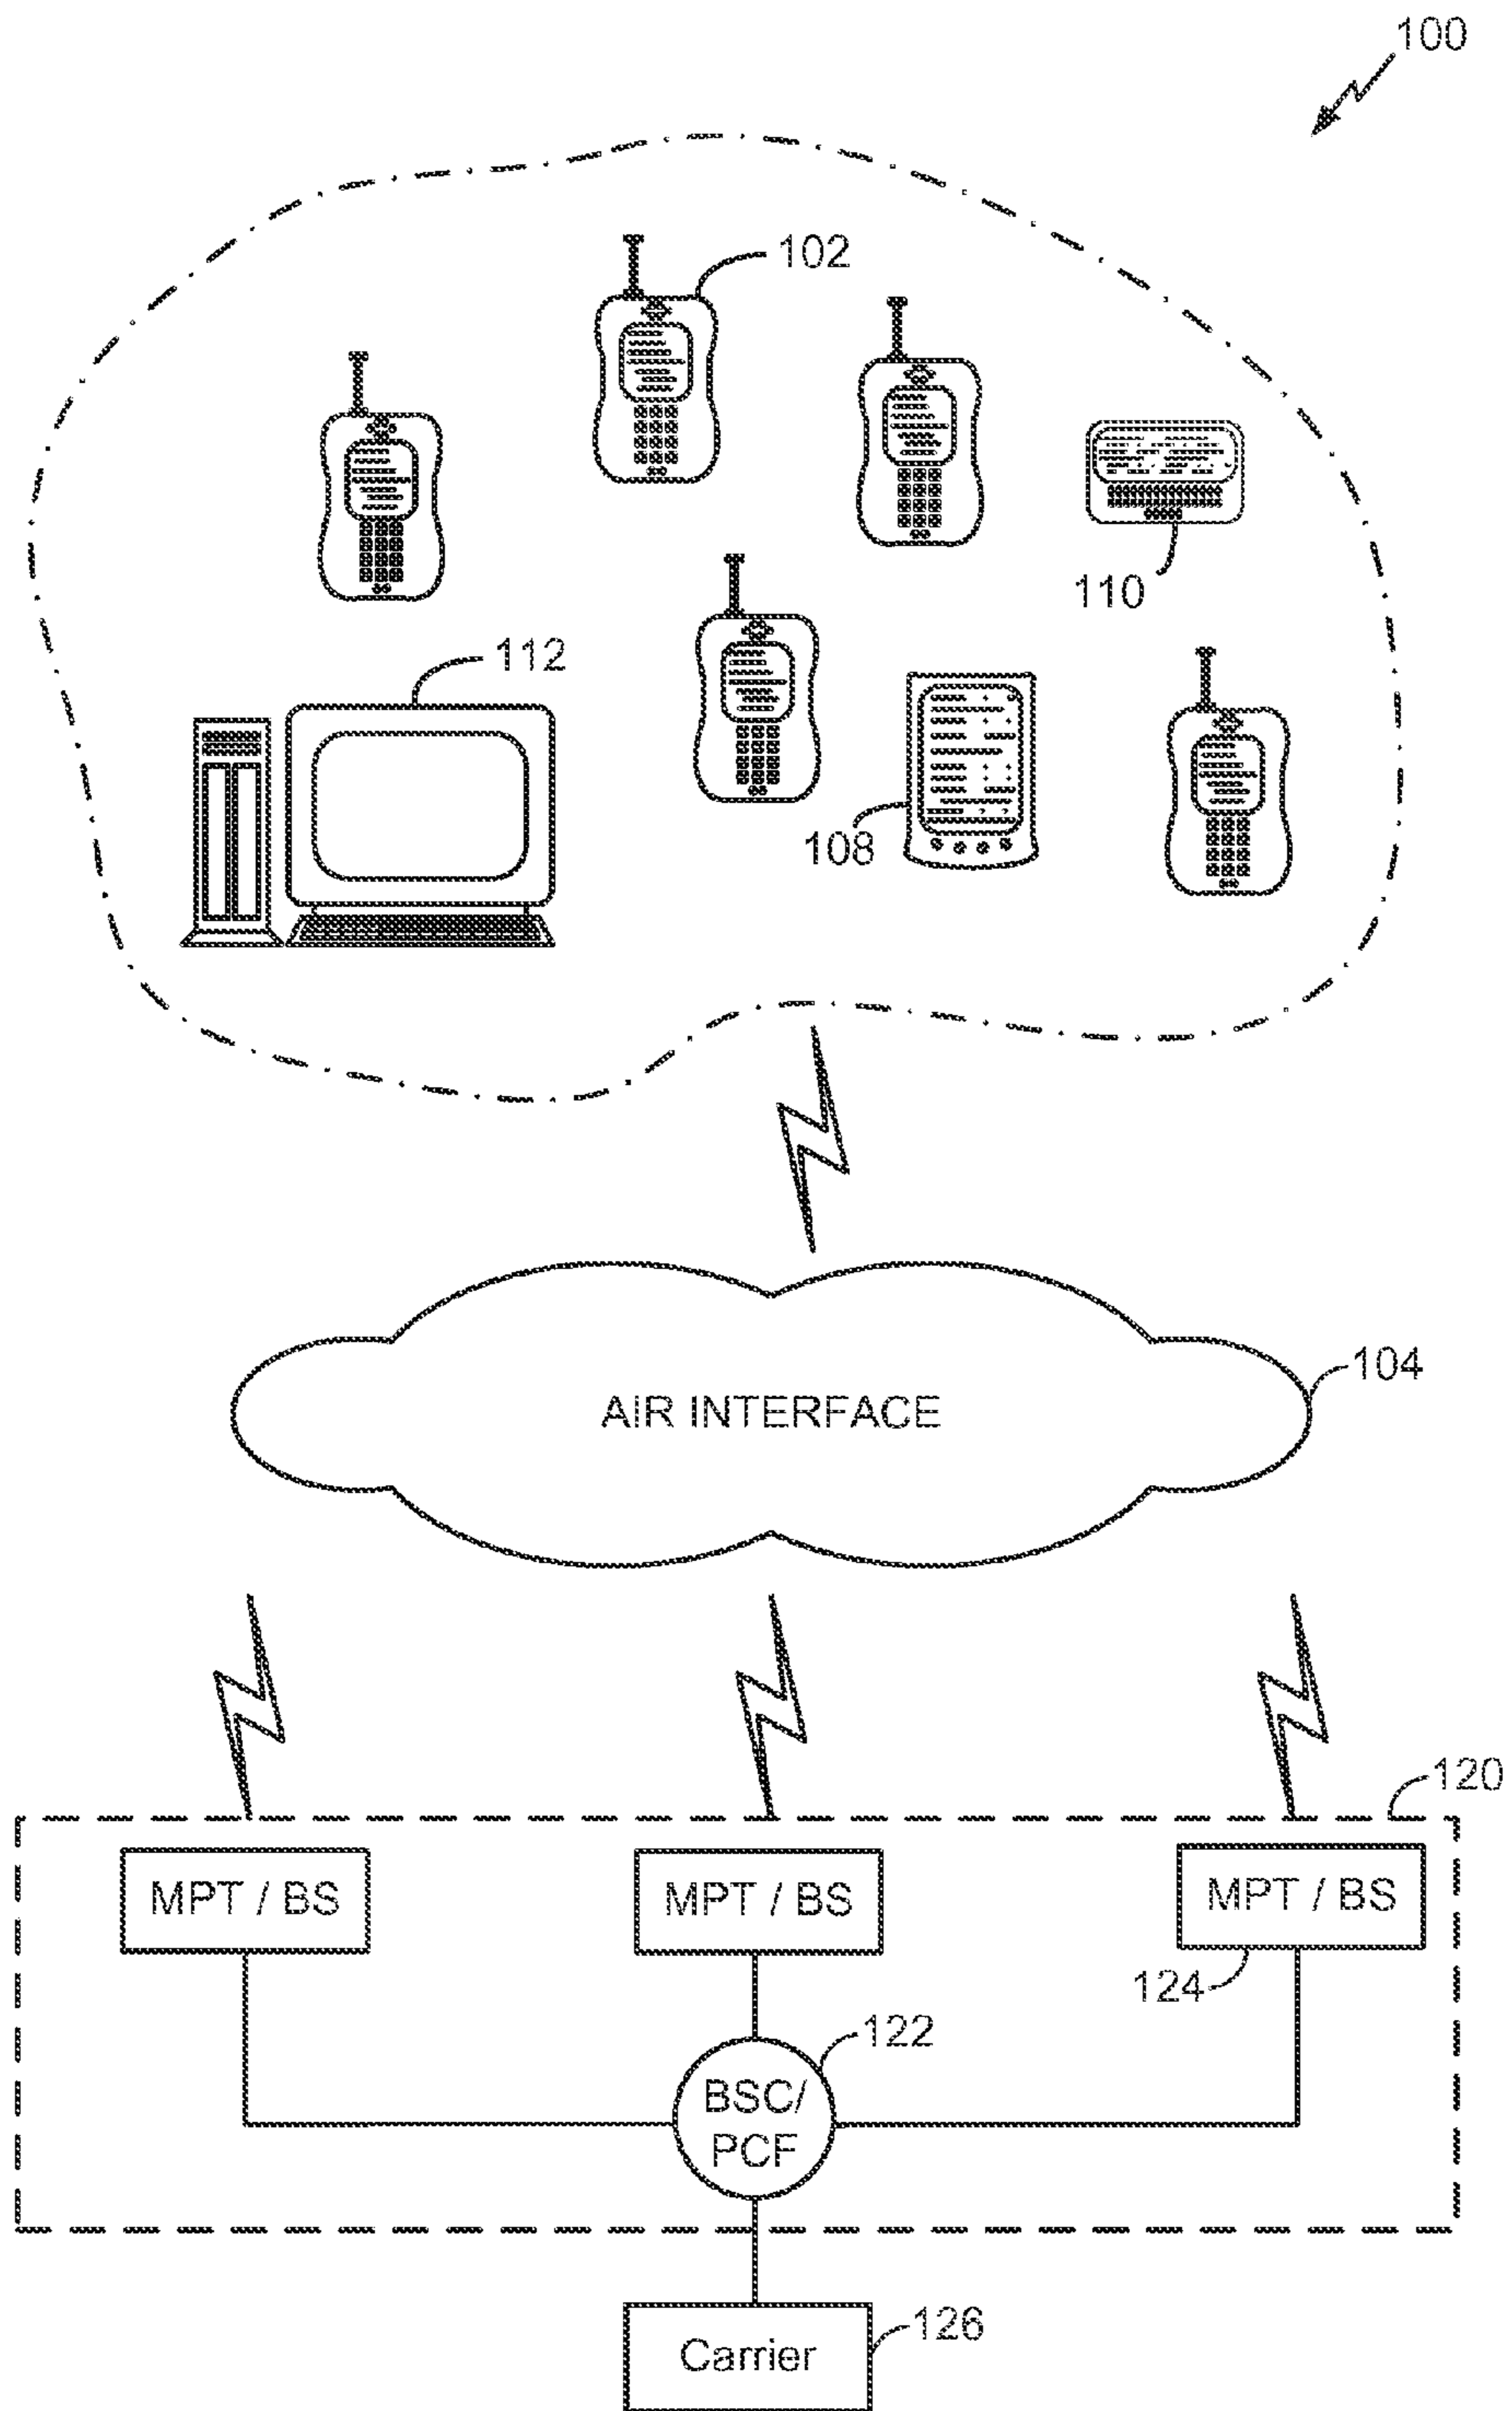 100
102
110
112
108
104
AIR INTERFACE
120
MPT / BS
MPT / BS
MPT / BS
124
122
BSC/
PCF
126
Carrier